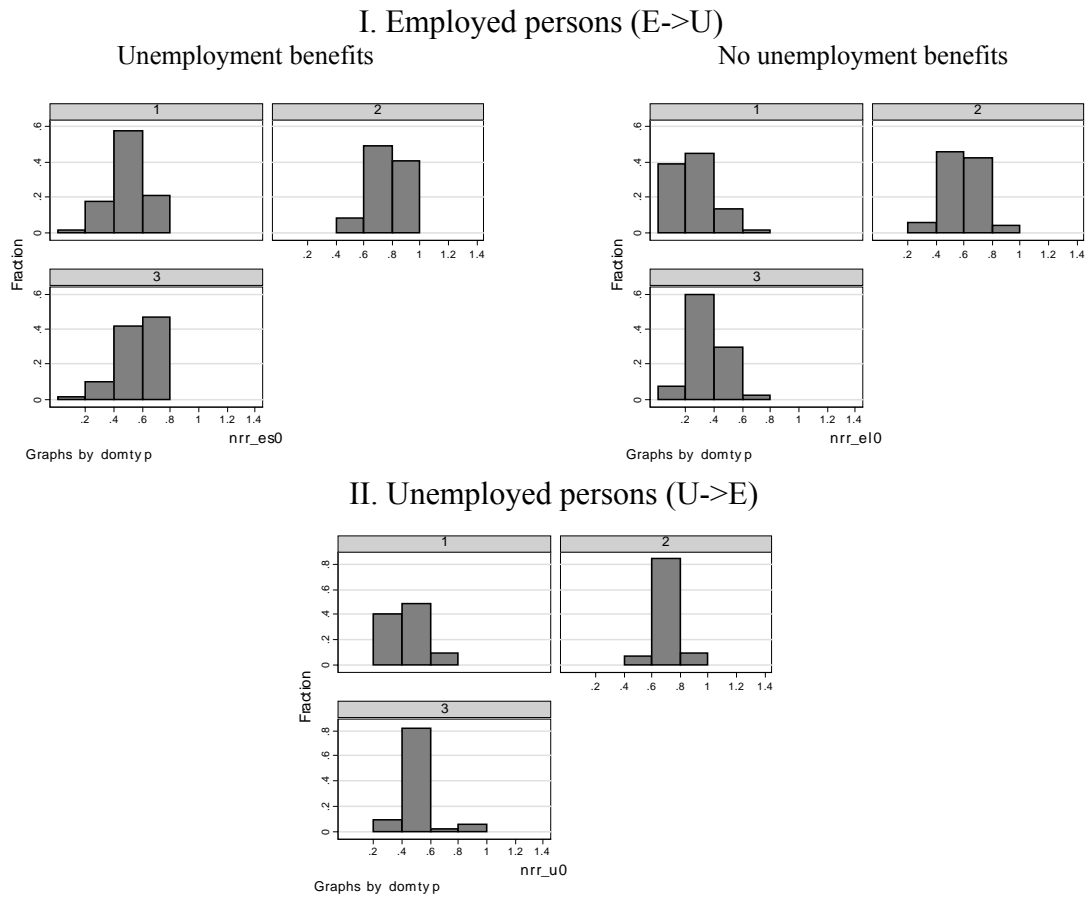 I. Employed persons (E->U)
Unemployment benefits
No unemployment benefits
1
2
0 .2 .4 .6
.2 .4 .6 .8 1 1.2 1.4
3
0 .2 .4 .6
.2 .4 .6 .8 1 1.2 1.4
Fraction
nrr_es0
Graphs by domtyp
1
2
0 .2 .4 .6
.2 .4 .6 .8 1 1.2 1.4
3
0 .2 .4 .6
.2 .4 .6 .8 1 1.2 1.4
Fraction
nrr_el0
Graphs by domtyp
II. Unemployed persons (U->E)
1
2
0 .2 .4 .6 .8
.2 .4 .6 .8 1 1.2 1.4
3
0 .2 .4 .6 .8
.2 .4 .6 .8 1 1.2 1.4
Fraction
nrr_u0
Graphs by domtyp